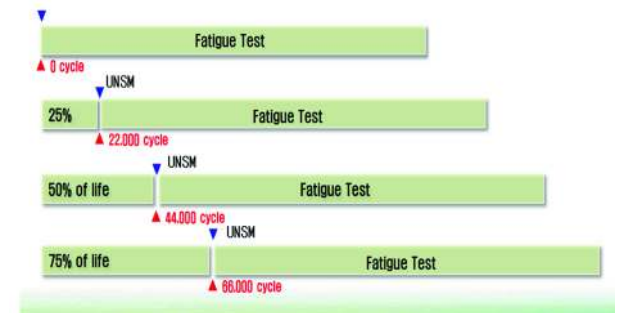 Fatigue Test
0 cycle
UNSM
25% Fatigue Test
22.000 cycle
UNSM
50% of life Fatigue Test
44.000 cycle
UNSM
75% of life Fatigue Test
66.000 cycle